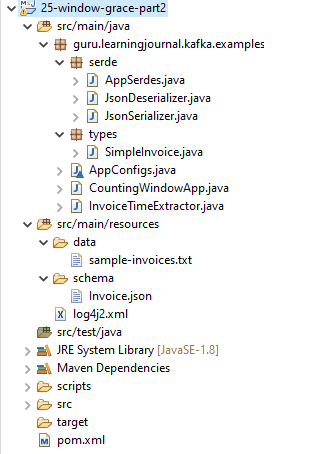 25-window-grace-part2
src/main/java
guru.learningjournal.kafka.examples
serde
AppSerdes.java
JsonDeserializer.java
JsonSerializer.java
types
SimpleInvoice.java
AppConfigs.java
CountingWindowApp.java
InvoiceTimeExtractor.java
src/main/resources
data
sample-invoices.txt
schema
Invoice.json
log4j2.xml
src/test/java
JRE System Library [JavaSE-1.8]
Maven Dependencies
scripts
src
target
pom.xml